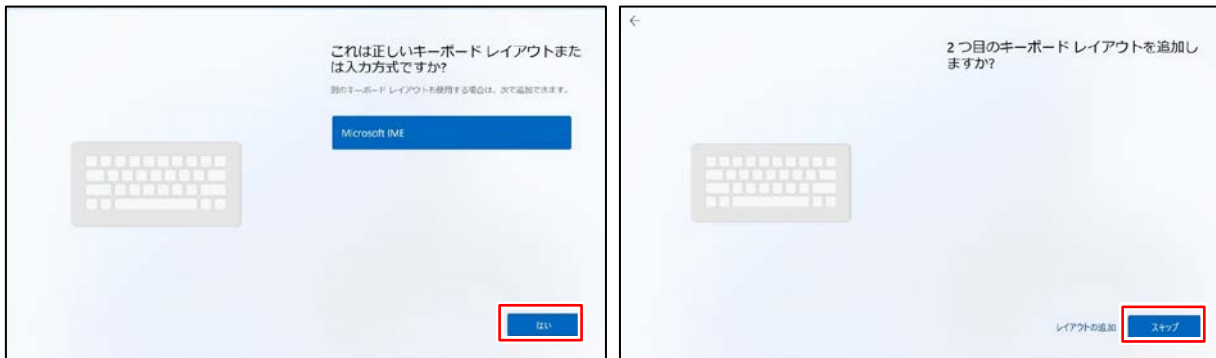 これは正しいキーボード レイアウトまた
は入力方式ですか?
別のキーボード レイアウトも使用する場合は、次で追加できます。
Microsoft IME
はい
2 つ目のキーボード レイアウトを追加し
ますか?
レイアウトの追加
スキップ